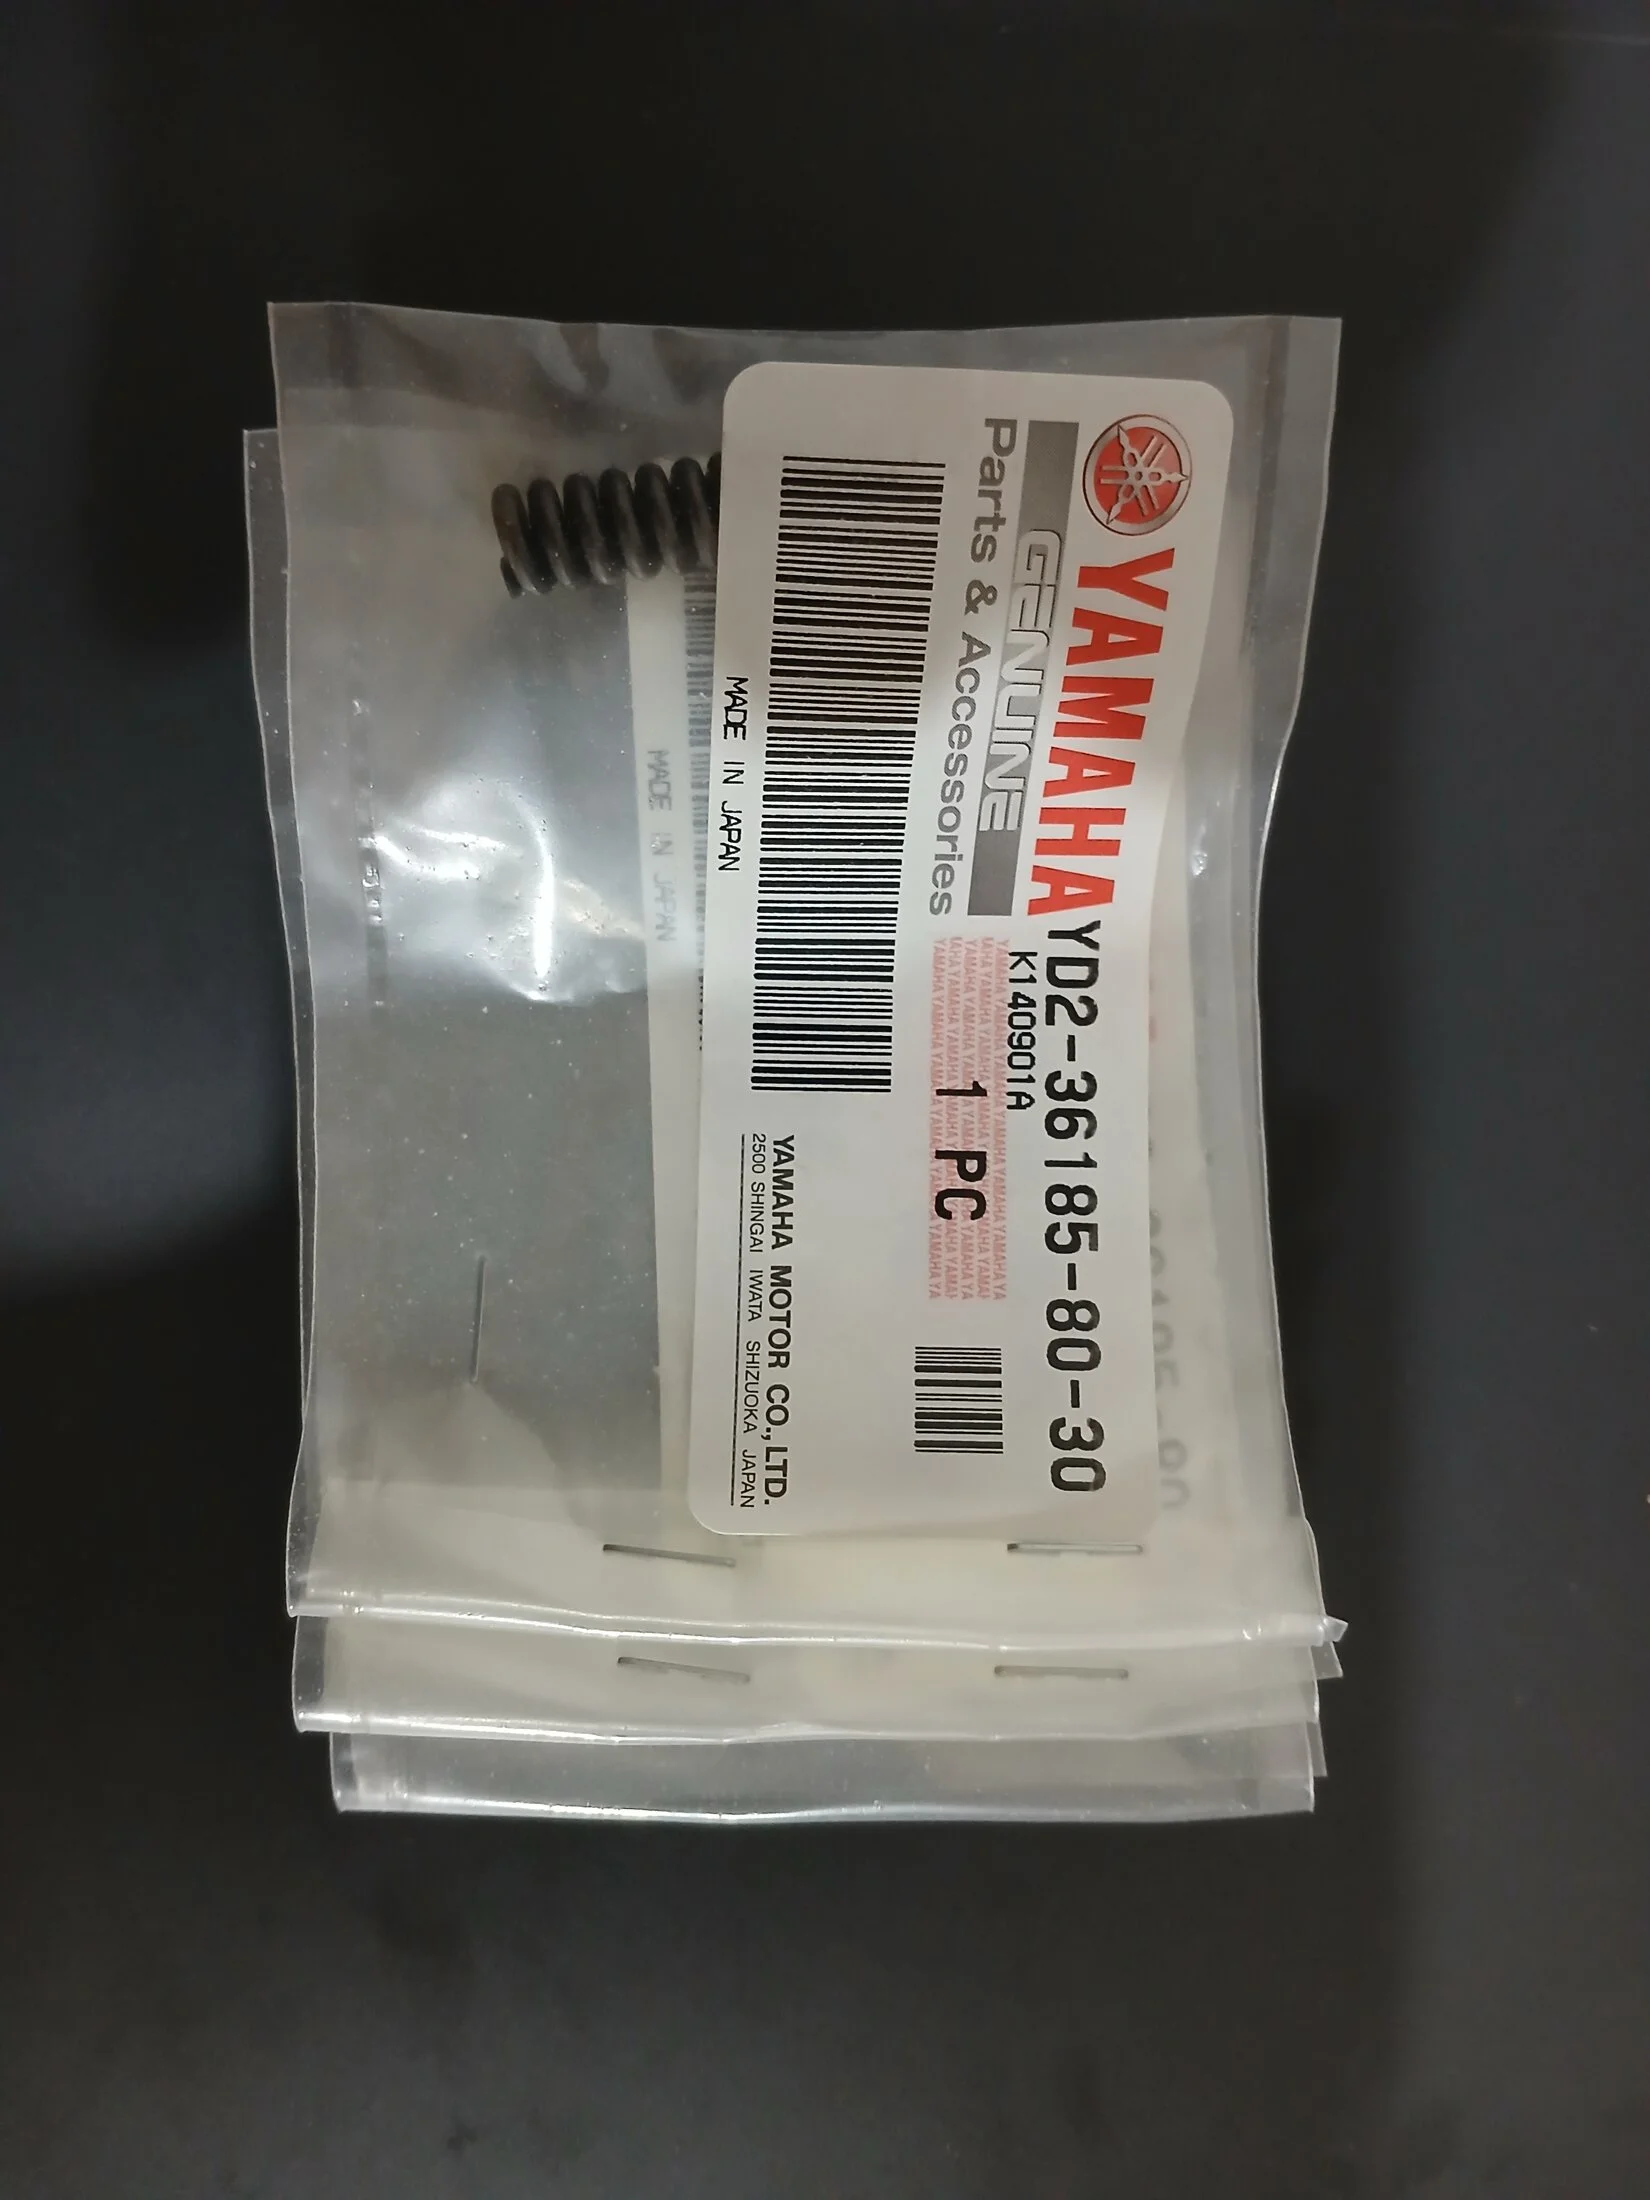 YAMAHA
GENUINE
Parts & Accessories
YD2-36185-80-30
K140901A
1 PC
MADE IN JAPAN
YAMAHA MOTOR CO., LTD.
2500 SHINGAI IWATA SHIZUOKA JAPAN
MADE IN JAPAN